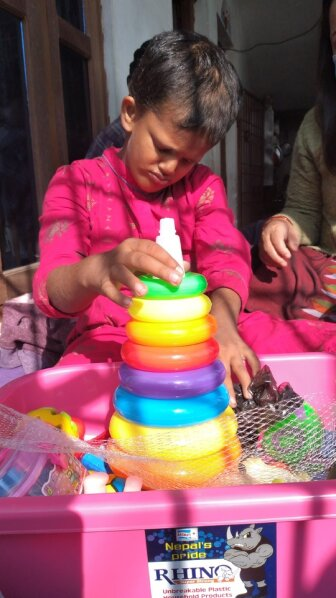 Nepal's
pride
RHINO
Unbreakable Plastic
Household Products